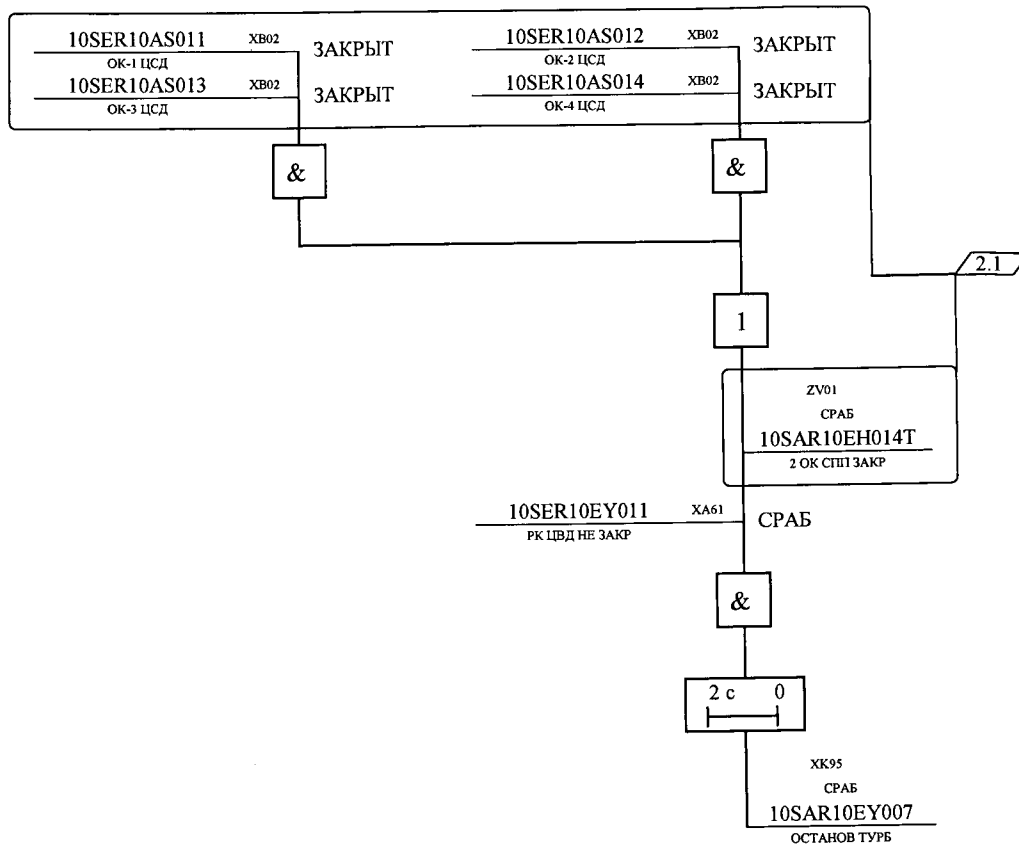 10SER10AS011 XB02 ЗАКРЫТ
ОК-1 ЦСД
10SER10AS012 XB02 ЗАКРЫТ
ОК-2 ЦСД
10SER10AS013 XB02 ЗАКРЫТ
ОК-3 ЦСД
10SER10AS014 XB02 ЗАКРЫТ
ОК-4 ЦСД
&
&
2.1
1
ZV01
СРАБ
10SAR10EH014T
2 ОК СПП ЗАКР
10SER10EY011 XA61 СРАБ
РК ЦВД НЕ ЗАКР
&
2 с 0
XK95
СРАБ
10SAR10EY007
ОСТАНОВ ТУРБ